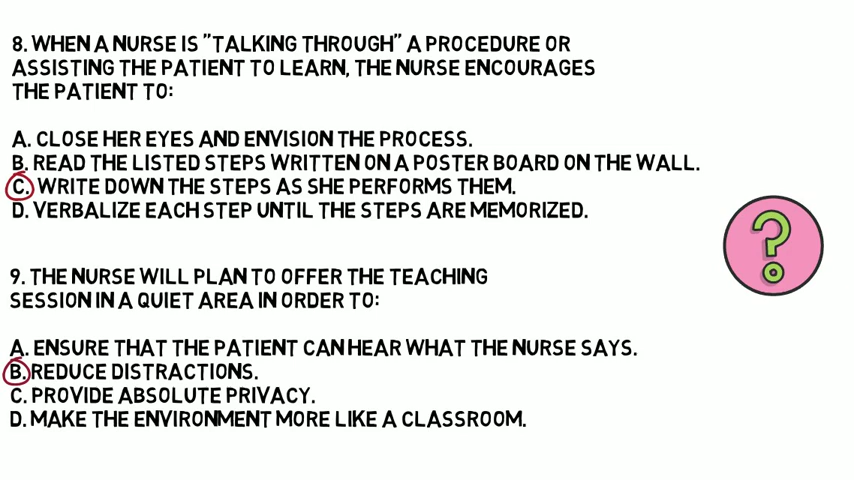 8. WHEN A NURSE IS "TALKING THROUGH" A PROCEDURE OR
ASSISTING THE PATIENT TO LEARN, THE NURSE ENCOURAGES
THE PATIENT TO:
A. CLOSE HER EYES AND ENVISION THE PROCESS.
B. READ THE LISTED STEPS WRITTEN ON A POSTER BOARD ON THE WALL.
C. WRITE DOWN THE STEPS AS SHE PERFORMS THEM.
D. VERBALIZE EACH STEP UNTIL THE STEPS ARE MEMORIZED.
9. THE NURSE WILL PLAN TO OFFER THE TEACHING
SESSION IN A QUIET AREA IN ORDER TO:
A. ENSURE THAT THE PATIENT CAN HEAR WHAT THE NURSE SAYS.
B. REDUCE DISTRACTIONS.
C. PROVIDE ABSOLUTE PRIVACY.
D. MAKE THE ENVIRONMENT MORE LIKE A CLASSROOM.
?